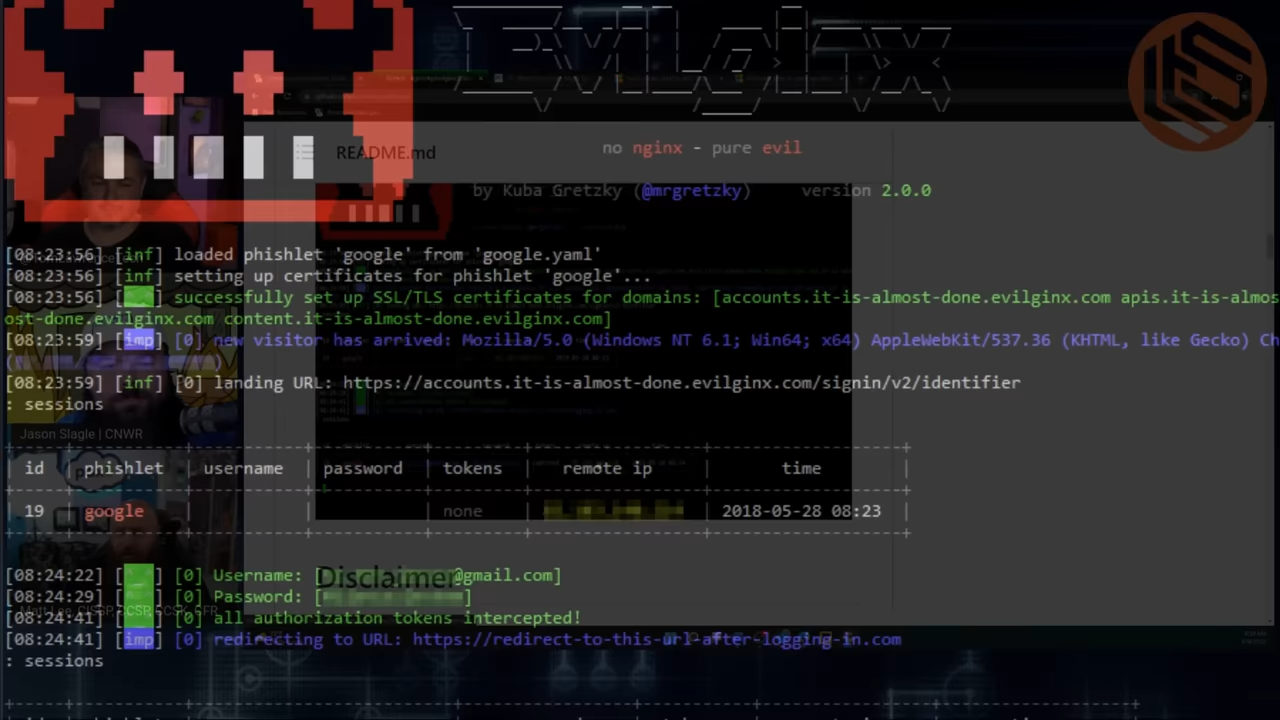 Evilginx
README.md
no nginx - pure evil
by Kuba Gretzky (@mrgretzky) version 2.0.0
[08:23:56] [inf] loaded phishlet 'google' from 'google.yaml'
[08:23:56] [inf] setting up certificates for phishlet 'google'...
[08:23:56] [ ] successfully set up SSL/TLS certificates for domains: [accounts.it-is-almost-done.evilginx.com apis.it-is-almos
ost-done.evilginx.com content.it-is-almost-done.evilginx.com]
[08:23:59] [imp] [0] new visitor has arrived: Mozilla/5.0 (Windows NT 6.1; Win64; x64) AppleWebKit/537.36 (KHTML, like Gecko) Ch
[08:23:59] [inf] [0] landing URL: https://accounts.it-is-almost-done.evilginx.com/signin/v2/identifier
: sessions
Jason Slagle | CNWR
id phishlet username password tokens remote ip time
19 google none 2018-05-28 08:23
Disclaimer
[08:24:22] [ ] [0] Username: [ @gmail.com]
[08:24:29] [ ] [0] Password: [ ]
[08:24:41] [ ] [0] all authorization tokens intercepted!
[08:24:41] [imp] [0] redirecting to URL: https://redirect-to-this-url-after-logging-in.com
: sessions